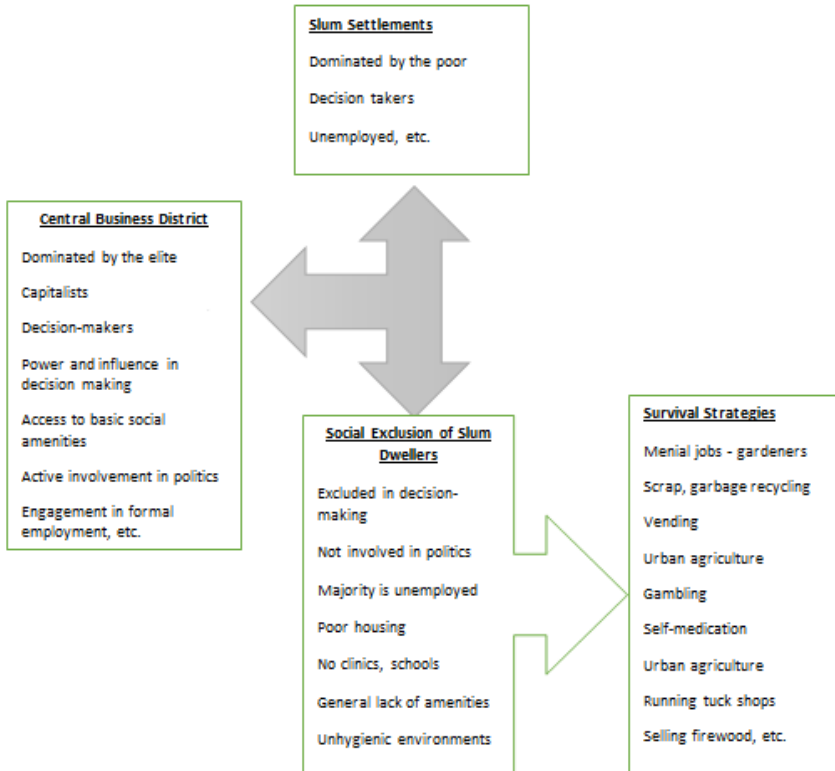 Slum Settlements
Dominated by the poor
Decision takers
Unemployed, etc.
Central Business District
Dominated by the elite
Capitalists
Decision-makers
Power and influence in
decision making
Access to basic social
amenities
Active involvement in politics
Engagement in formal
employment, etc.
Social Exclusion of Slum
Dwellers
Excluded in decision-
making
Not involved in politics
Majority is unemployed
Poor housing
No clinics, schools
General lack of amenities
Unhygienic environments
Survival Strategies
Menial jobs - gardeners
Scrap, garbage recycling
Vending
Urban agriculture
Gambling
Self-medication
Urban agriculture
Running tuck shops
Selling firewood, etc.